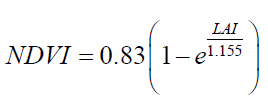 NDVI = 0.83(1 − e^(LAI/1.155))